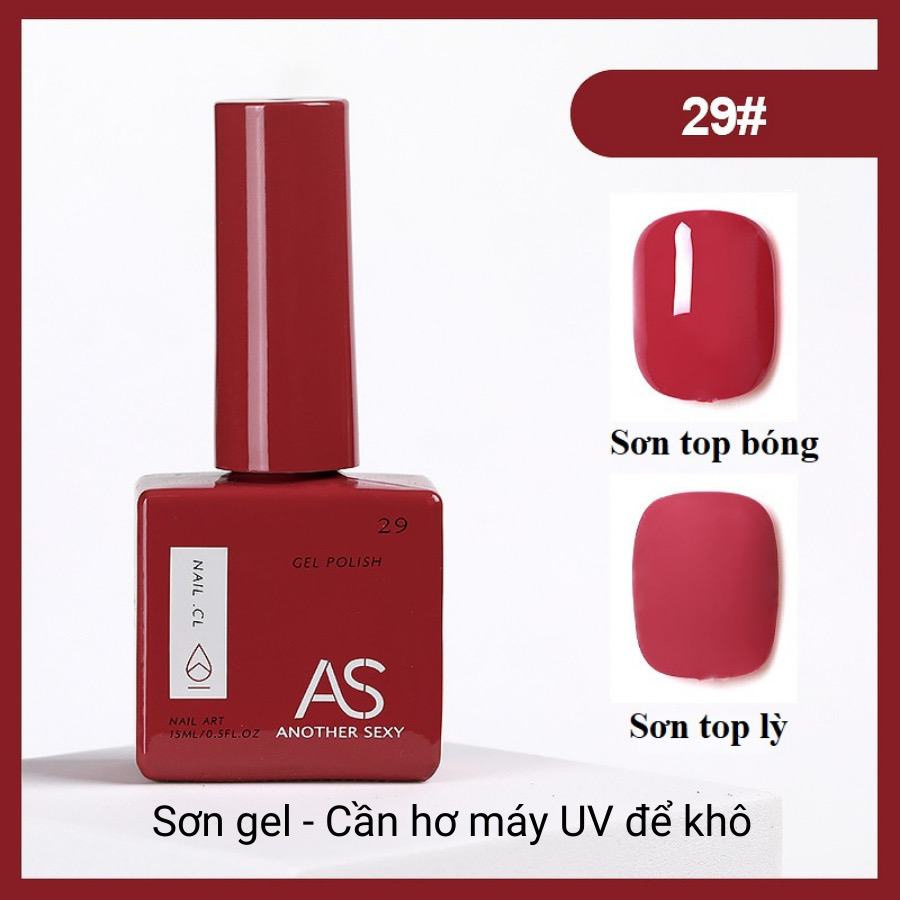 29#
Sơn top bóng
Sơn top lỳ
29
GEL POLISH
NAIL .CL
AS
ANOTHER SEXY
NAIL ART
15ML/0.5FL.OZ
Sơn gel - Cần hơ máy UV để khô